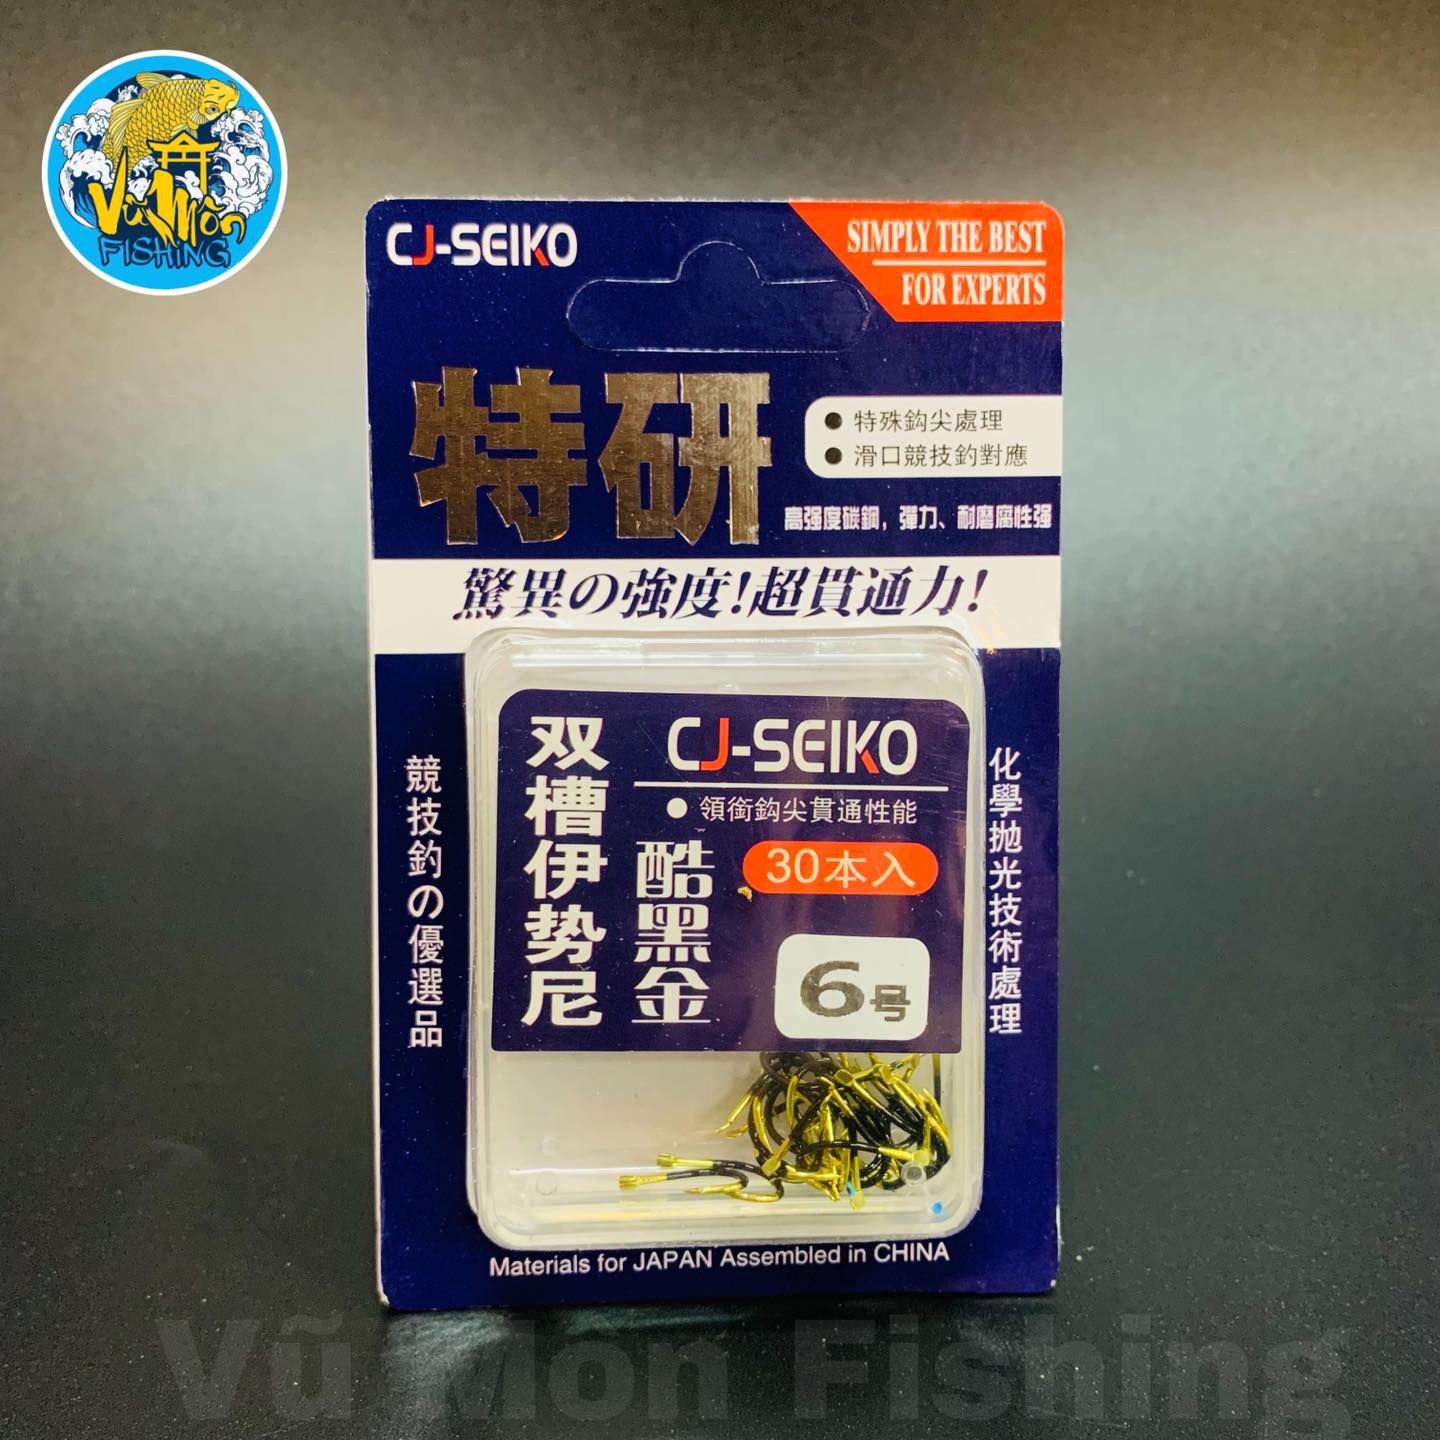 Vũ Môn
FISHING
CJ-SEIKO
SIMPLY THE BEST
FOR EXPERTS
特研
● 特殊鈎尖處理
● 滑口競技釣對應
高强度碳鋼，彈力、耐磨腐性强
驚異の強度!超貫通力!
競技釣の優選品
双槽伊势尼
CJ-SEIKO
● 領銜鈎尖貫通性能
酷黑金
30本入
6号
化學抛光技術處理
Materials for JAPAN Assembled in CHINA
Vũ Môn Fishing